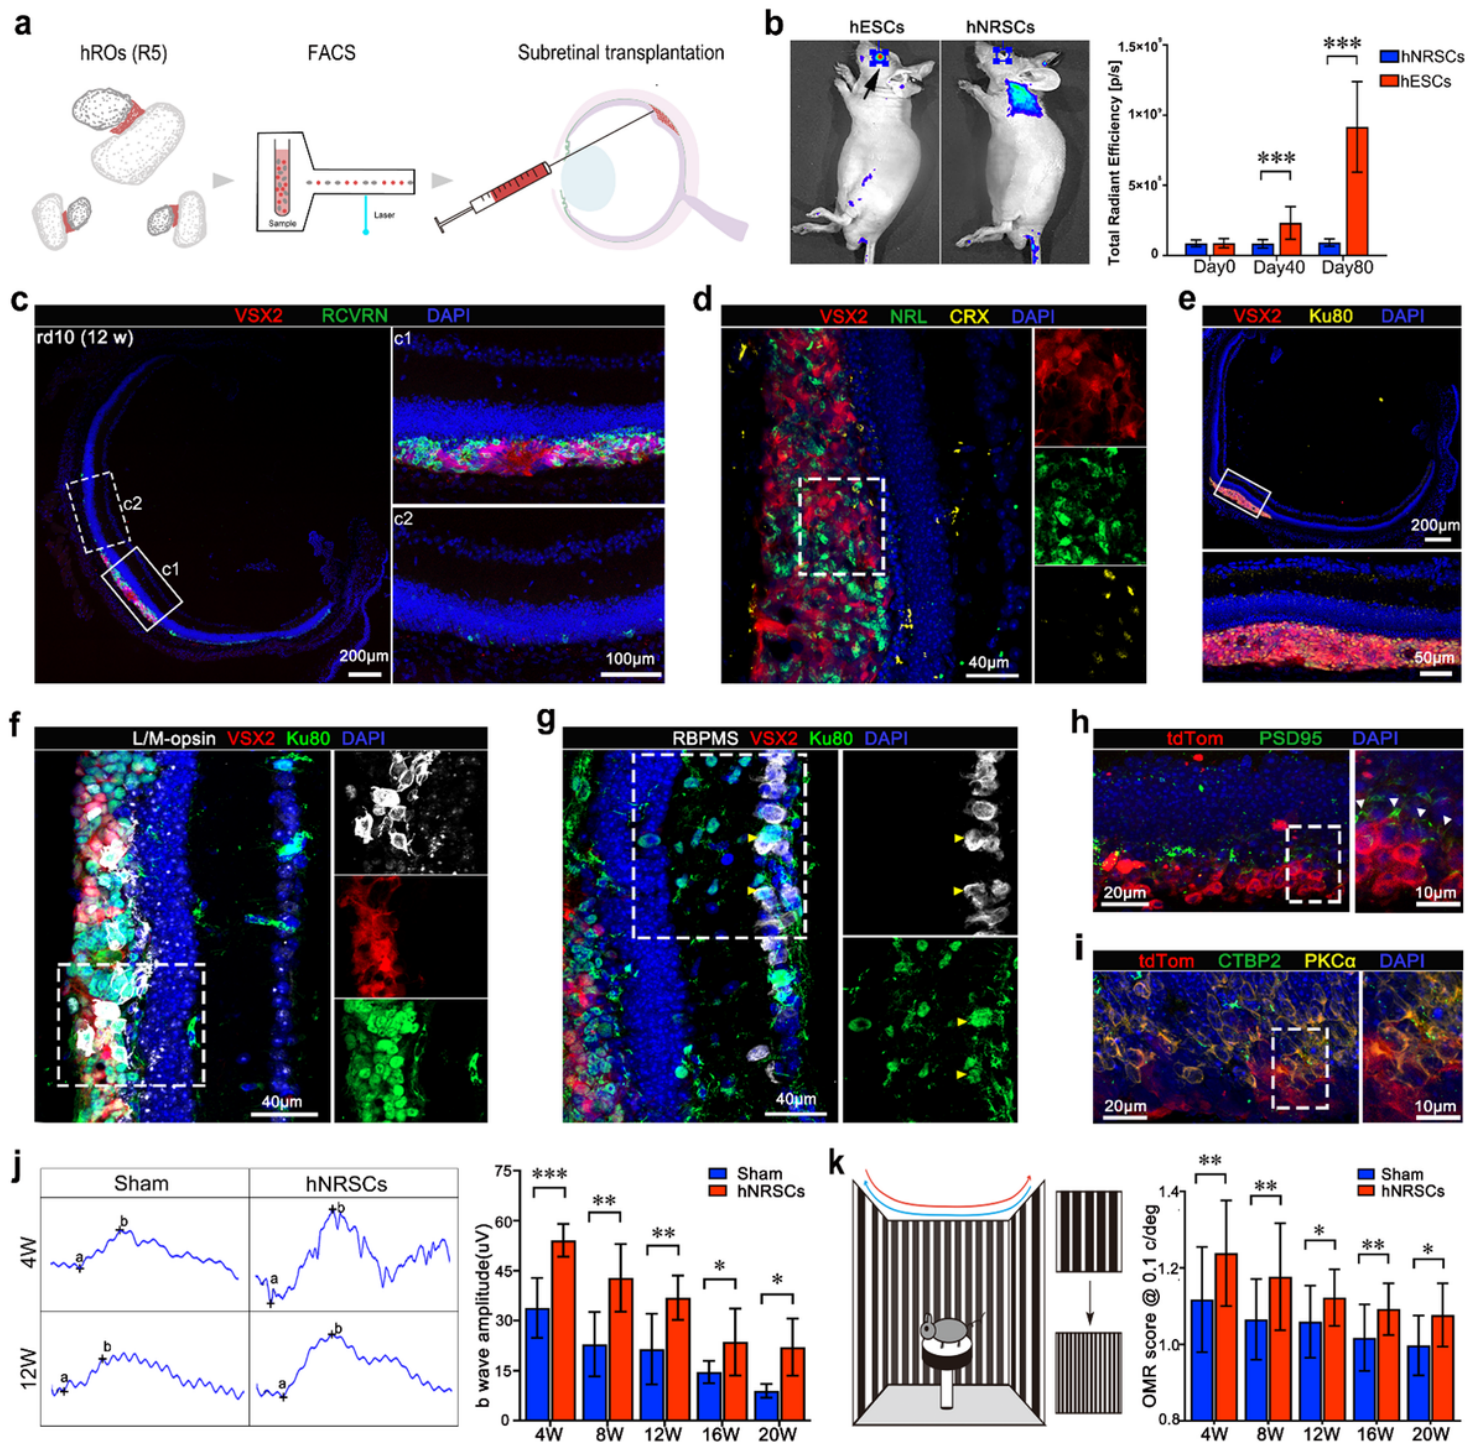 a
hROs (R5)
FACS
Subretinal transplantation
Sample
Laser
b
hESCs
hNRSCs
Total Radiant Efficiency [p/s]
1.5×10⁹
1×10⁹
5×10⁸
0
Day0
Day40
Day80
***
***
hNRSCs
hESCs
c
VSX2 RCVRN DAPI
rd10 (12 w)
c2
c1
200μm
c1
c2
100μm
d
VSX2 NRL CRX DAPI
40μm
e
VSX2 Ku80 DAPI
200μm
50μm
f
L/M-opsin VSX2 Ku80 DAPI
40μm
g
RBPMS VSX2 Ku80 DAPI
40μm
h
tdTom PSD95 DAPI
20μm
10μm
i
tdTom CTBP2 PKCα DAPI
20μm
10μm
j
Sham
hNRSCs
4W
a
b
a
b
12W
a
b
a
b
b wave amplitude(uV)
75
60
45
30
15
0
***
**
**
*
*
Sham
hNRSCs
4W
8W
12W
16W
20W
k
OMR score @ 0.1 c/deg
1.4
1.2
1.0
0.8
**
**
*
**
*
Sham
hNRSCs
4W
8W
12W
16W
20W